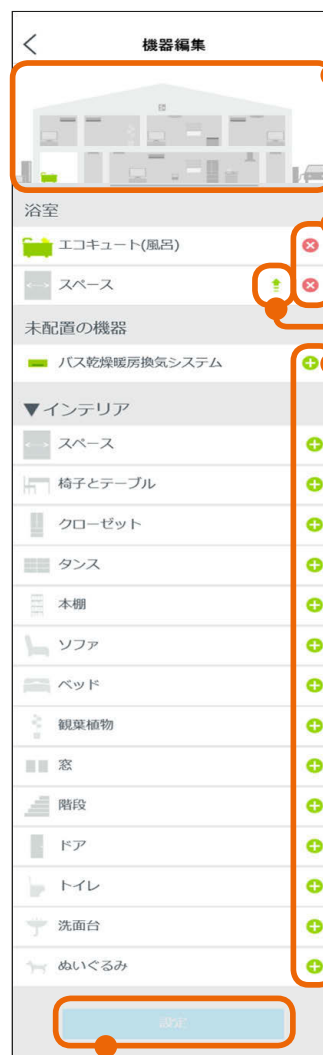 機器編集
浴室
エコキュート(風呂)
スペース
未配置の機器
バス乾燥暖房換気システム
▼インテリア
スペース
椅子とテーブル
クローゼット
タンス
本棚
ソファ
ベッド
観葉植物
窓
階段
ドア
トイレ
洗面台
ぬいぐるみ
設定